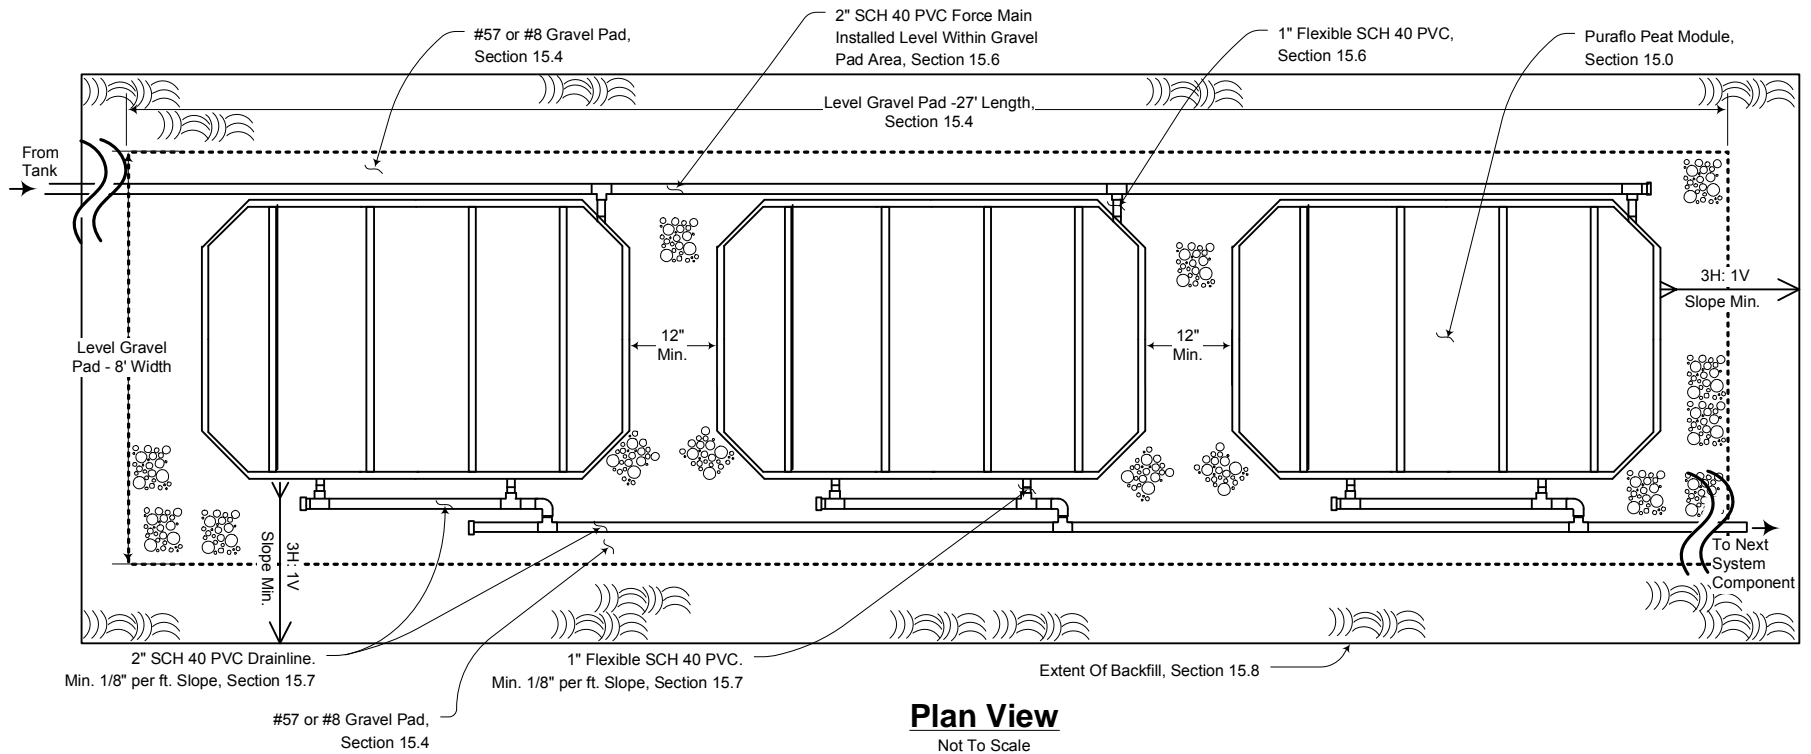 #57 or #8 Gravel Pad,
Section 15.4
2" SCH 40 PVC Force Main
Installed Level Within Gravel
Pad Area, Section 15.6
1" Flexible SCH 40 PVC,
Section 15.6
Puraflo Peat Module,
Section 15.0
Level Gravel Pad -27' Length,
Section 15.4
From
Tank
3H: 1V
Slope Min.
12"
Min.
12"
Min.
Level Gravel
Pad - 8' Width
3H: 1V
Slope Min.
To Next
System
Component
2" SCH 40 PVC Drainline.
Min. 1/8" per ft. Slope, Section 15.7
1" Flexible SCH 40 PVC.
Min. 1/8" per ft. Slope, Section 15.7
Extent Of Backfill, Section 15.8
#57 or #8 Gravel Pad,
Section 15.4
Plan View
Not To Scale